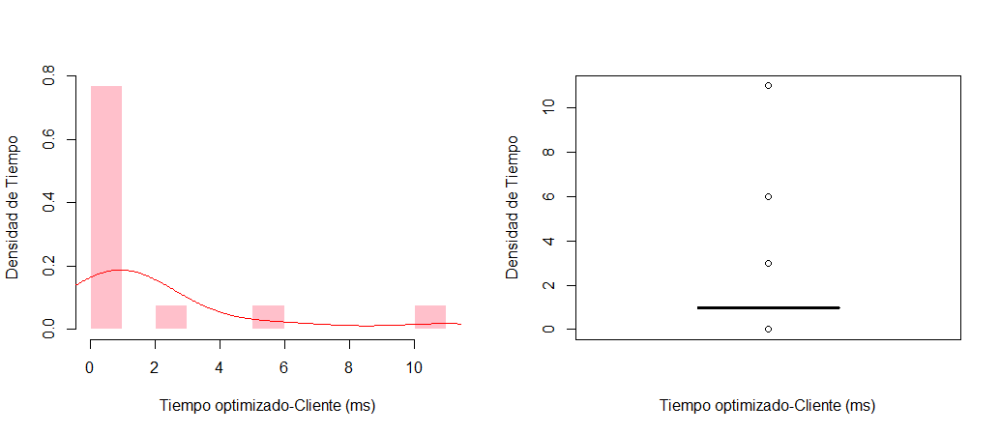 Densidad de Tiempo
0.8
0.6
0.4
0.2
0.0
0 2 4 6 8 10
Tiempo optimizado-Cliente (ms)
Densidad de Tiempo
10
8
6
4
2
0
Tiempo optimizado-Cliente (ms)